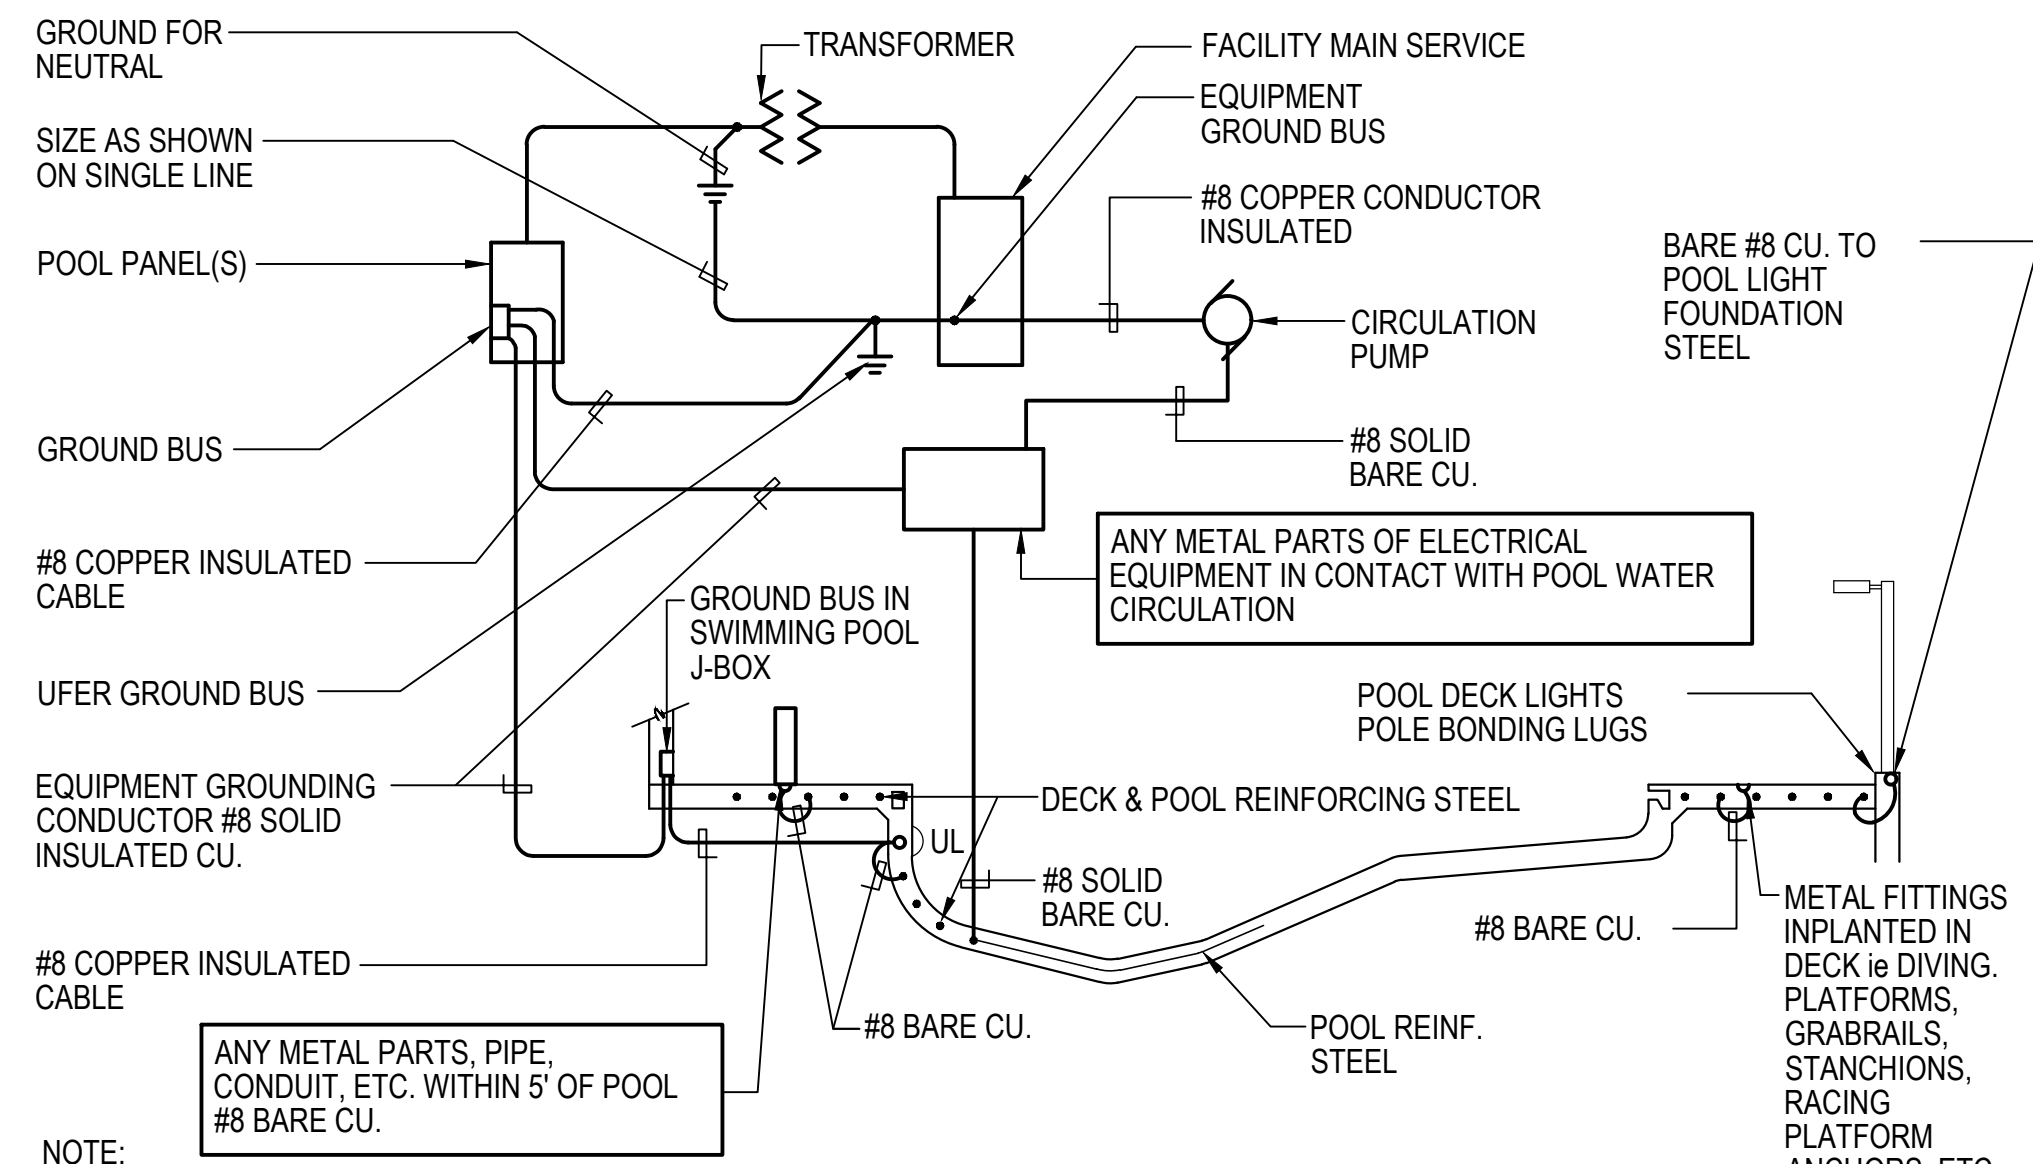 GROUND FOR
NEUTRAL
TRANSFORMER
FACILITY MAIN SERVICE
EQUIPMENT
GROUND BUS
SIZE AS SHOWN
ON SINGLE LINE
#8 COPPER CONDUCTOR
INSULATED
BARE #8 CU. TO
POOL LIGHT
FOUNDATION
STEEL
POOL PANEL(S)
CIRCULATION
PUMP
GROUND BUS
#8 SOLID
BARE CU.
#8 COPPER INSULATED
CABLE
ANY METAL PARTS OF ELECTRICAL
EQUIPMENT IN CONTACT WITH POOL WATER
CIRCULATION
GROUND BUS IN
SWIMMING POOL
J-BOX
UFER GROUND BUS
POOL DECK LIGHTS
POLE BONDING LUGS
EQUIPMENT GROUNDING
CONDUCTOR #8 SOLID
INSULATED CU.
DECK & POOL REINFORCING STEEL
UL
#8 SOLID
BARE CU.
#8 BARE CU.
METAL FITTINGS
INPLANTED IN
DECK ie DIVING.
PLATFORMS,
GRABRAILS,
STANCHIONS,
RACING
PLATFORM
ANCHORS, ETC
#8 COPPER INSULATED
CABLE
#8 BARE CU.
POOL REINF.
STEEL
ANY METAL PARTS, PIPE,
CONDUIT, ETC. WITHIN 5' OF POOL
#8 BARE CU.
NOTE: